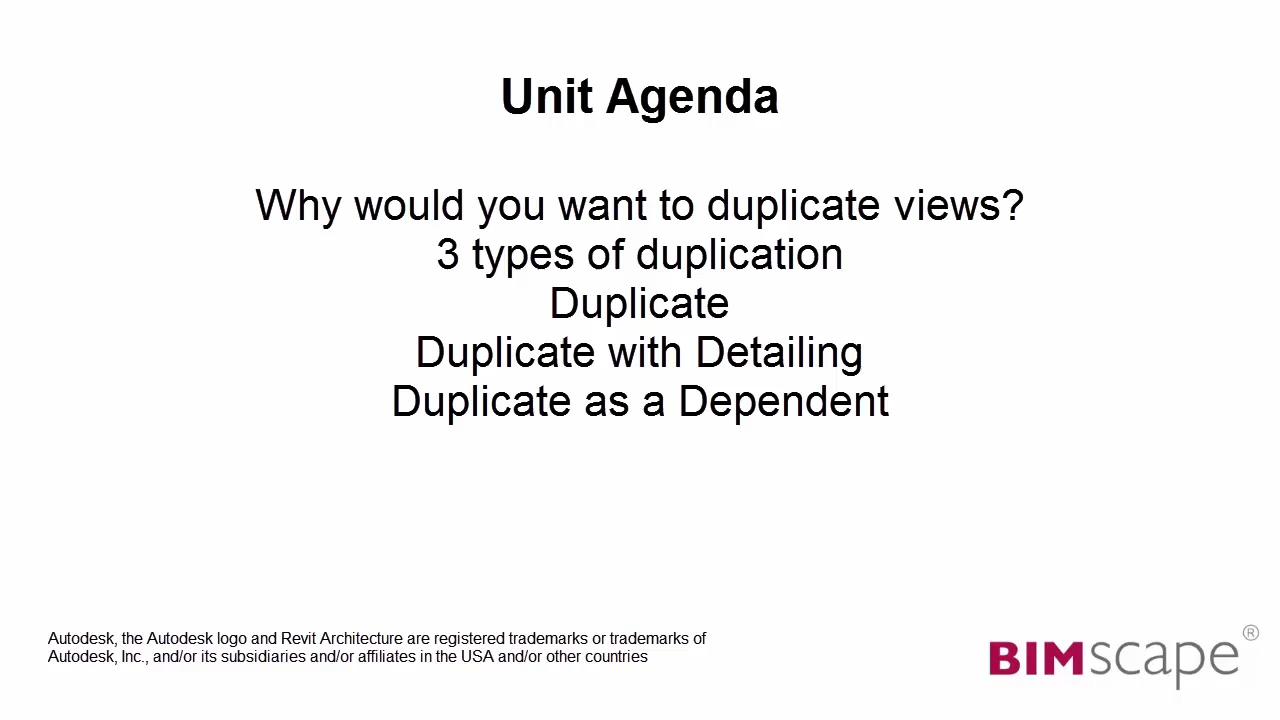 Unit Agenda
Why would you want to duplicate views?
3 types of duplication
Duplicate
Duplicate with Detailing
Duplicate as a Dependent
Autodesk, the Autodesk logo and Revit Architecture are registered trademarks or trademarks of
Autodesk, Inc., and/or its subsidiaries and/or affiliates in the USA and/or other countries
BIMscape®